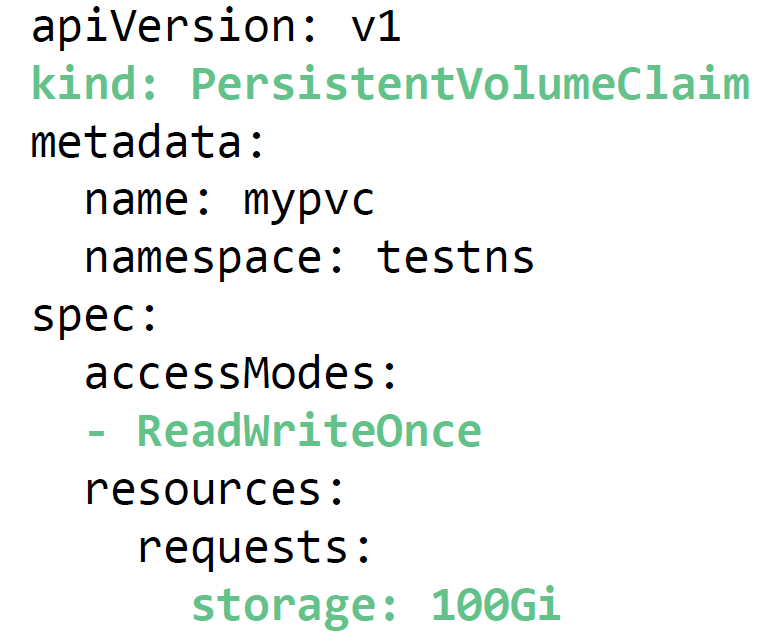 apiVersion: v1
kind: PersistentVolumeClaim
metadata:
  name: mypvc
  namespace: testns
spec:
  accessModes:
  - ReadWriteOnce
  resources:
    requests:
      storage: 100Gi